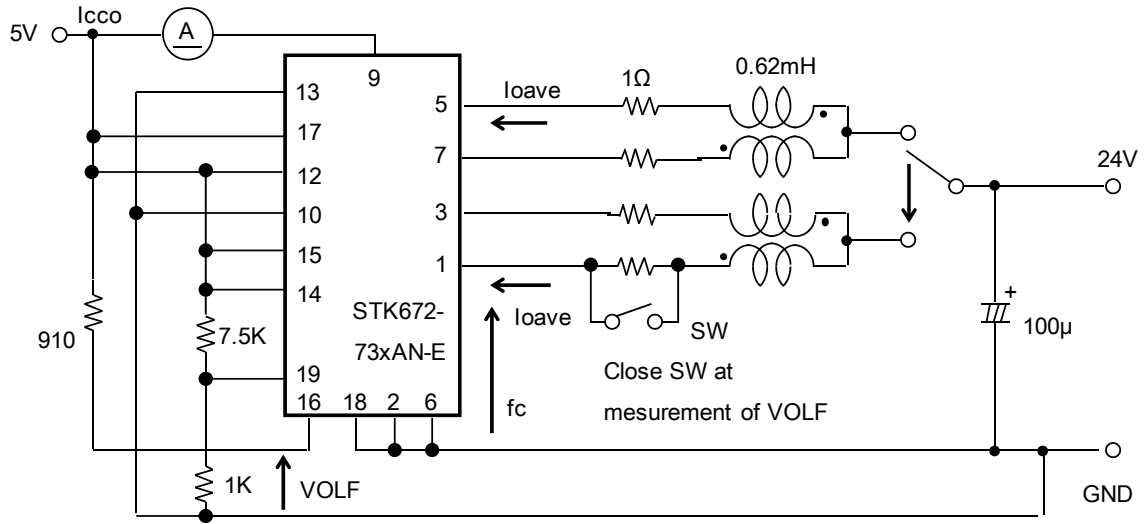 Icco
5V
A
9
13
17
12
10
15
14
19
16
18
2
6
5
7
3
1
STK672-
73xAN-E
910
7.5K
1K
VOLF
fc
Ioave
Ioave
1Ω
0.62mH
24V
SW
Close SW at
mesurement of VOLF
+
100µ
GND